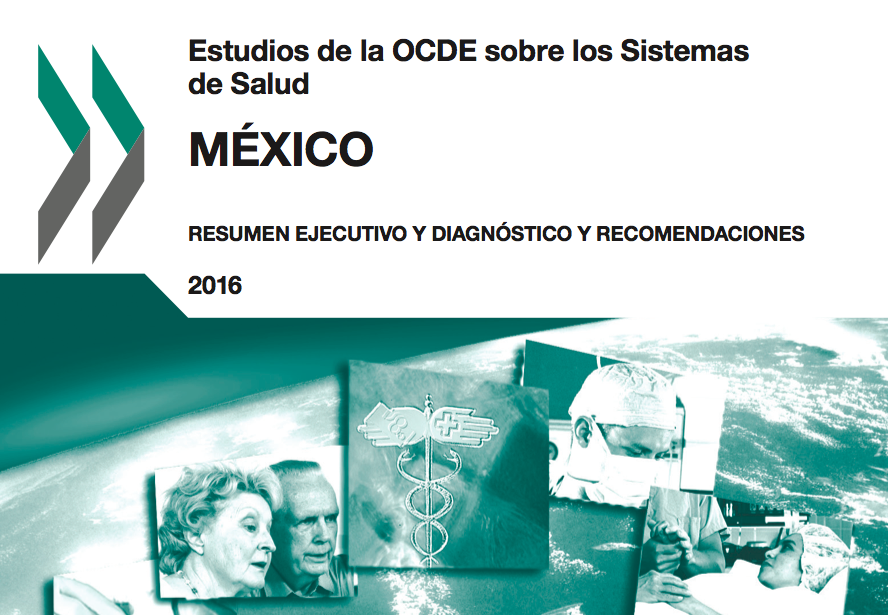 Estudios de la OCDE sobre los Sistemas
de Salud
MÉXICO
RESUMEN EJECUTIVO Y DIAGNÓSTICO Y RECOMENDACIONES
2016